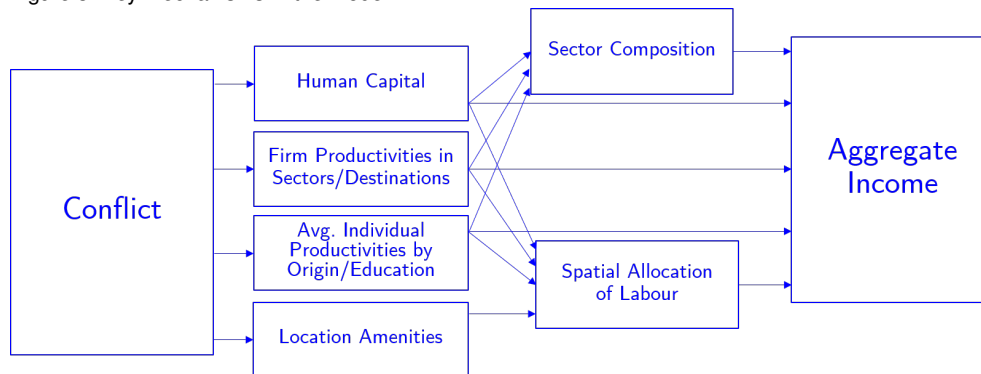 Conflict
Human Capital
Firm Productivities in
Sectors/Destinations
Avg. Individual
Productivities by
Origin/Education
Location Amenities
Sector Composition
Spatial Allocation
of Labour
Aggregate
Income